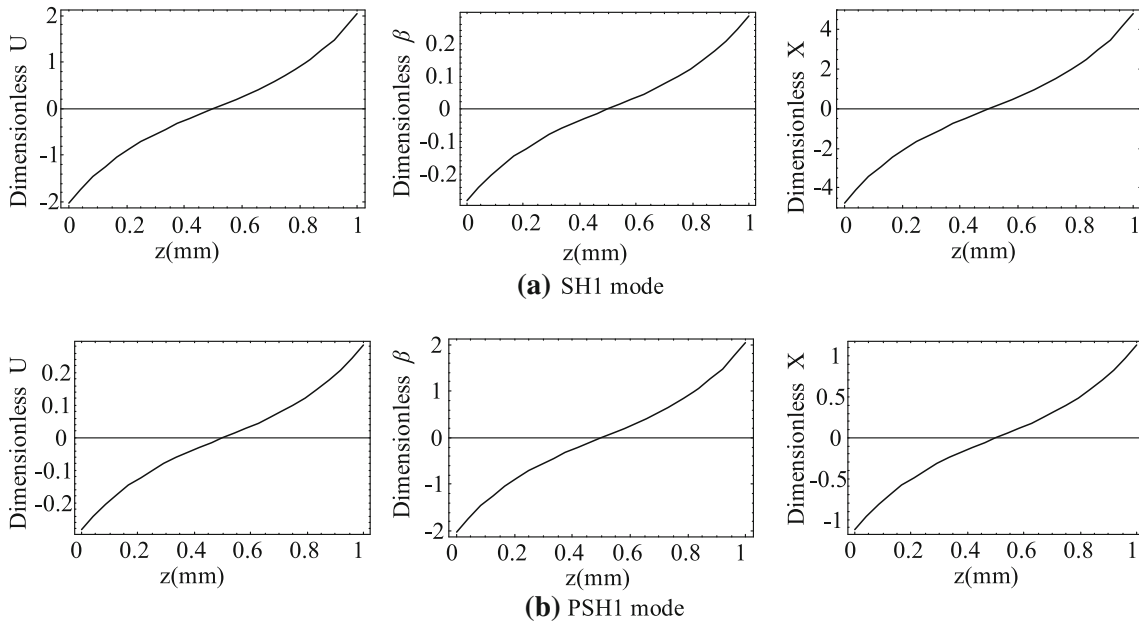 Dimensionless U
2
1
0
-1
-2
0 0.2 0.4 0.6 0.8 1
z(mm)
Dimensionless β
0.2
0.1
0
-0.1
-0.2
0 0.2 0.4 0.6 0.8 1
z(mm)
Dimensionless X
4
2
0
-2
-4
0 0.2 0.4 0.6 0.8 1
z(mm)
(a) SH1 mode
Dimensionless U
0.2
0.1
0
-0.1
-0.2
0 0.2 0.4 0.6 0.8 1
z(mm)
Dimensionless β
2
1
0
-1
-2
0 0.2 0.4 0.6 0.8 1
z(mm)
Dimensionless X
1
0.5
0
-0.5
-1
0 0.2 0.4 0.6 0.8 1
z(mm)
(b) PSH1 mode